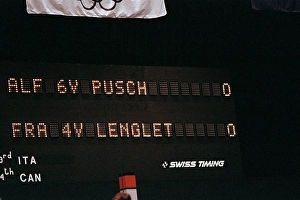 ALF 6V PUSCH 0
FRA 4V LENGLET 0
3rd ITA
4th CAN
SWISS TIMING